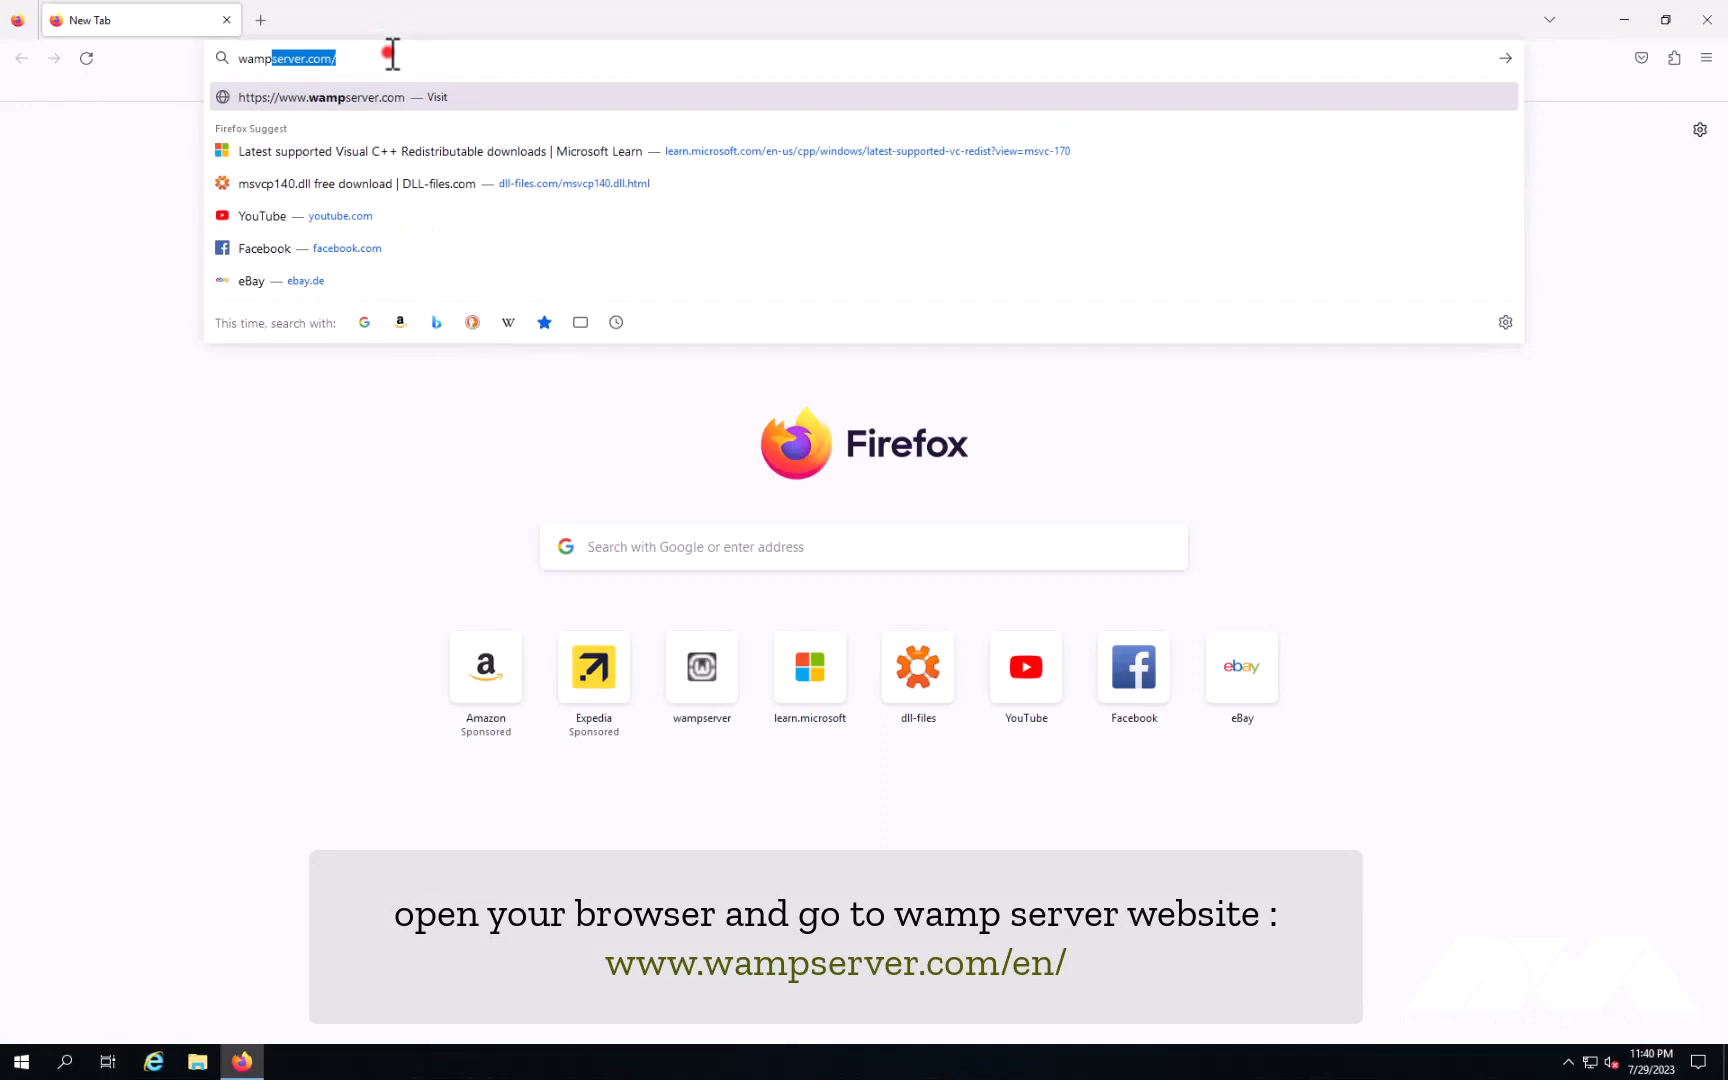 New Tab
wampserver.com/
https://www.wampserver.com — Visit
Firefox Suggest
Latest supported Visual C++ Redistributable downloads | Microsoft Learn — learn.microsoft.com/en-us/cpp/windows/latest-supported-vc-redist?view=msvc-170
msvcp140.dll free download | DLL-files.com — dll-files.com/msvcp140.dll.html
YouTube — youtube.com
Facebook — facebook.com
eBay — ebay.de
This time, search with:
Firefox
Search with Google or enter address
Amazon
Sponsored
Expedia
Sponsored
wampserver
learn.microsoft
dll-files
YouTube
Facebook
eBay
open your browser and go to wamp server website :
www.wampserver.com/en/
11:40 PM
7/29/2023